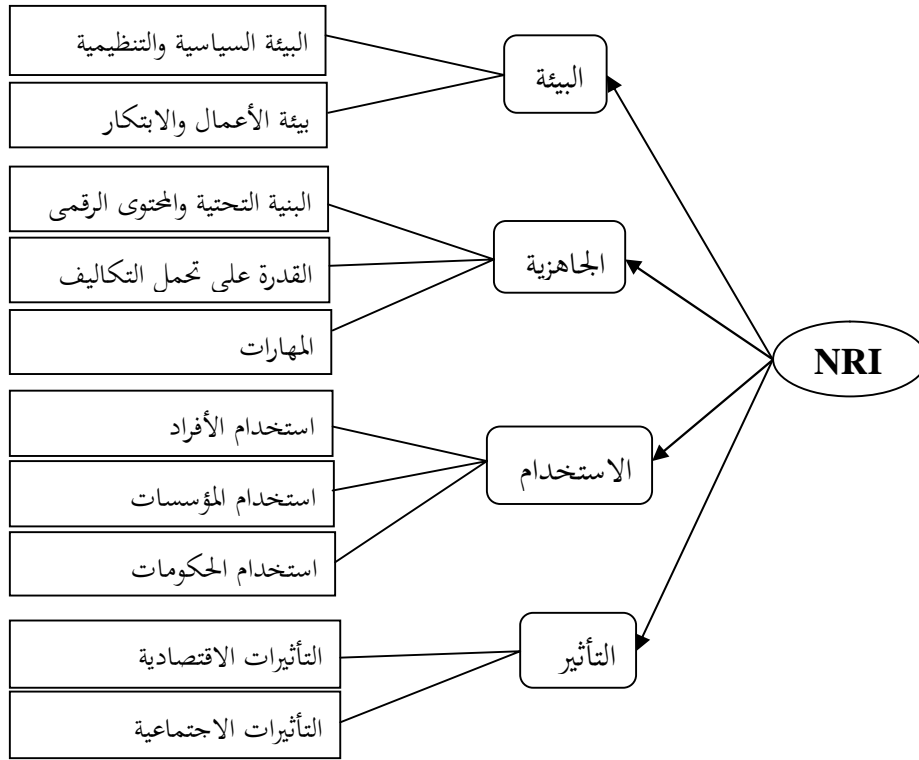 NRI
البيئة
البيئة السياسية والتنظيمية
بيئة الأعمال والابتكار
الجاهزية
البنية التحتية والمحتوى الرقمى
القدرة على تحمل التكاليف
المهارات
الاستخدام
استخدام الأفراد
استخدام المؤسسات
استخدام الحكومات
التأثير
التأثيرات الاقتصادية
التأثيرات الاجتماعية